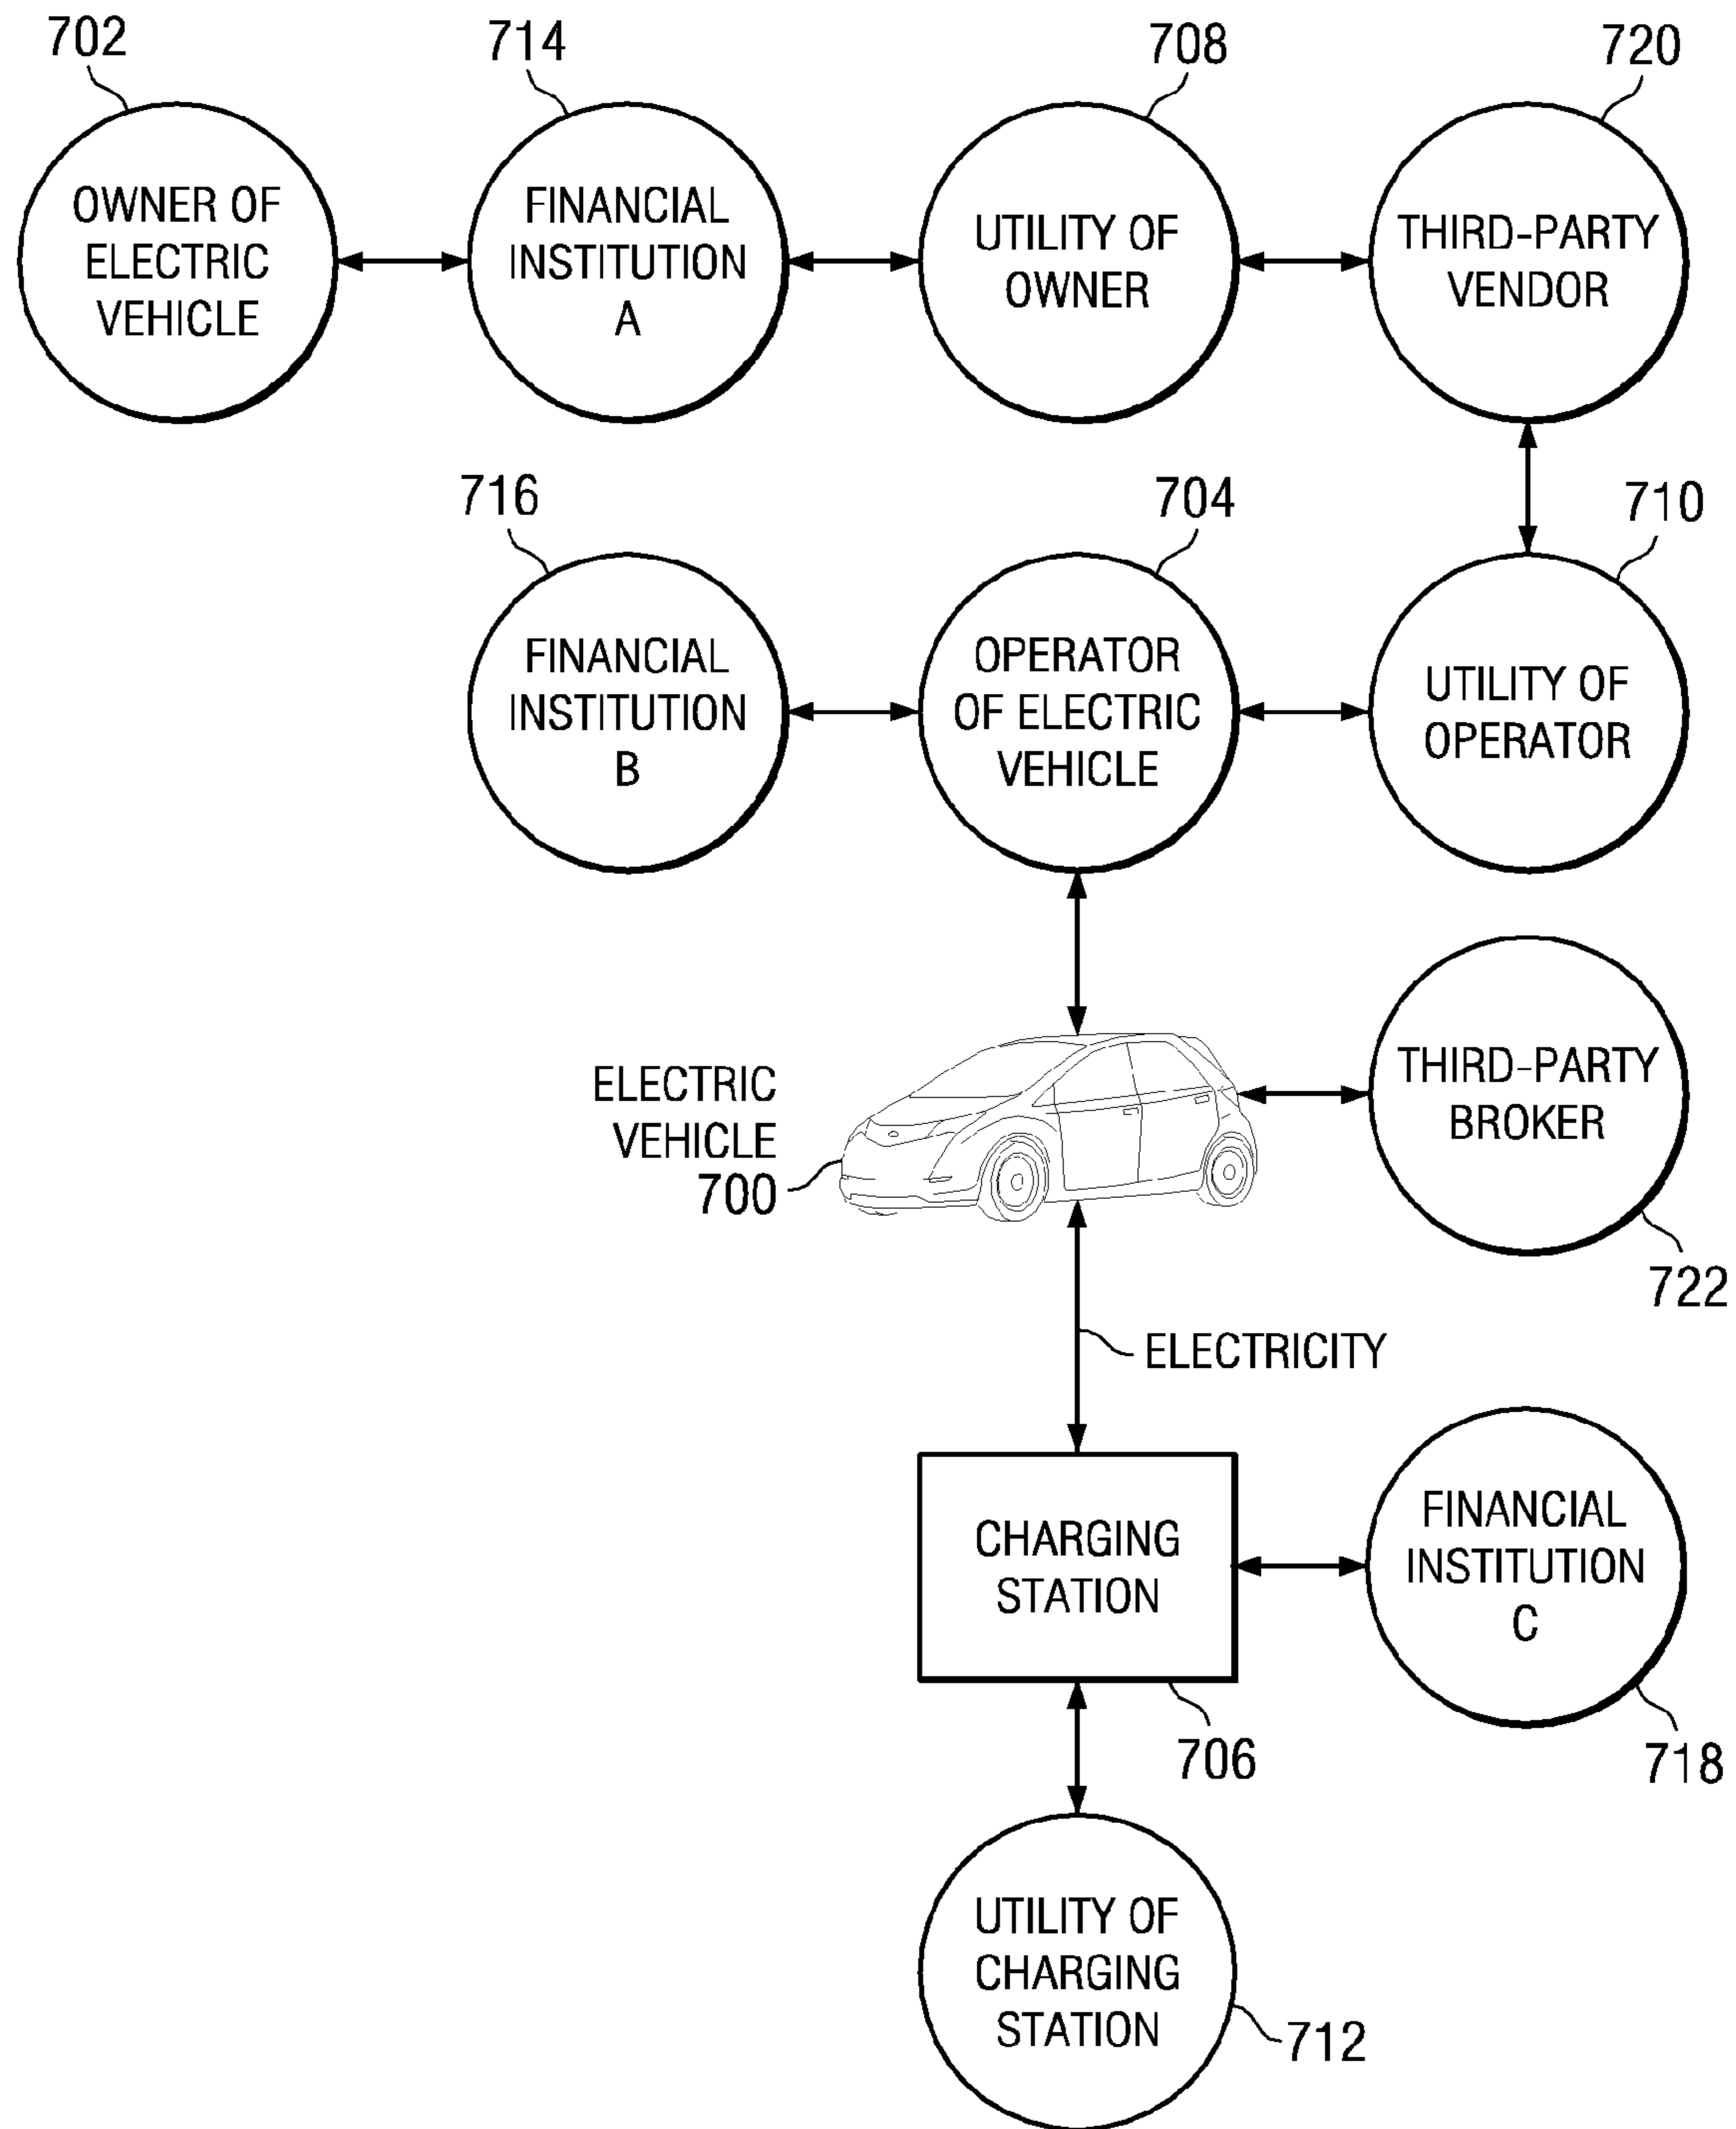 702
714
708
720
OWNER OF
ELECTRIC
VEHICLE
FINANCIAL
INSTITUTION
A
UTILITY OF
OWNER
THIRD-PARTY
VENDOR
716
704
710
FINANCIAL
INSTITUTION
B
OPERATOR
OF ELECTRIC
VEHICLE
UTILITY OF
OPERATOR
ELECTRIC
VEHICLE
700
THIRD-PARTY
BROKER
722
ELECTRICITY
CHARGING
STATION
706
FINANCIAL
INSTITUTION
C
718
UTILITY OF
CHARGING
STATION
712